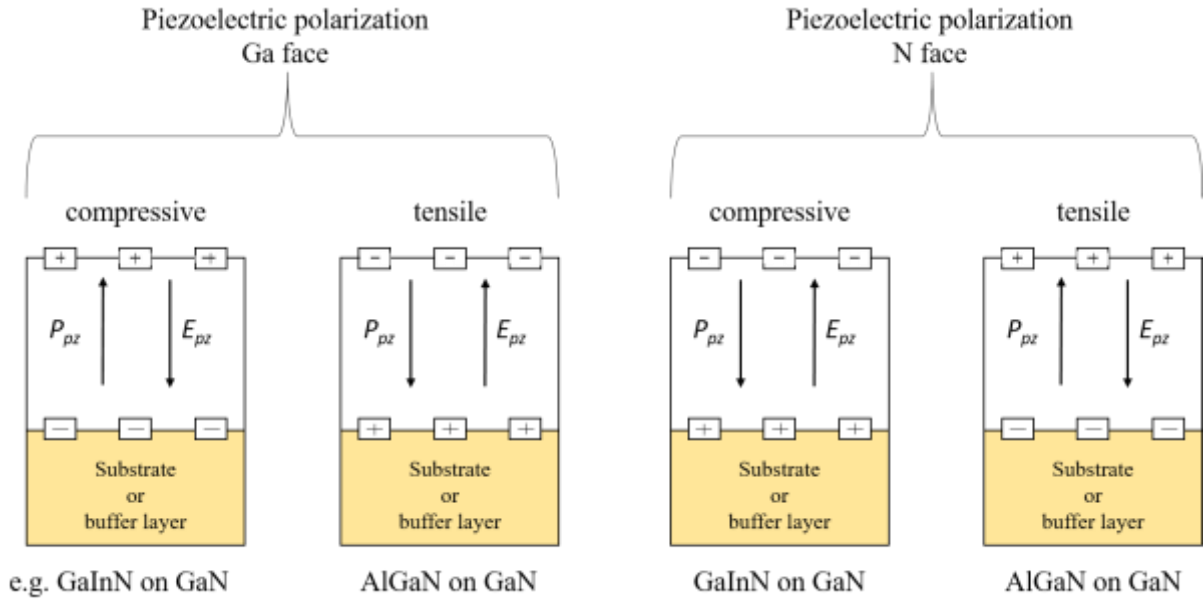 Piezoelectric polarization
Ga face
Piezoelectric polarization
N face
compressive
tensile
compressive
tensile
+ + +
− − −
− − −
+ + +
P_pz E_pz
P_pz E_pz
P_pz E_pz
P_pz E_pz
− − −
+ + +
+ + +
− − −
Substrate
or
buffer layer
Substrate
or
buffer layer
Substrate
or
buffer layer
Substrate
or
buffer layer
e.g. GaInN on GaN
AlGaN on GaN
GaInN on GaN
AlGaN on GaN